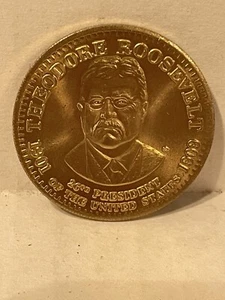 THEODORE ROOSEVELT
1901 1909
26TH PRESIDENT
OF THE UNITED STATES